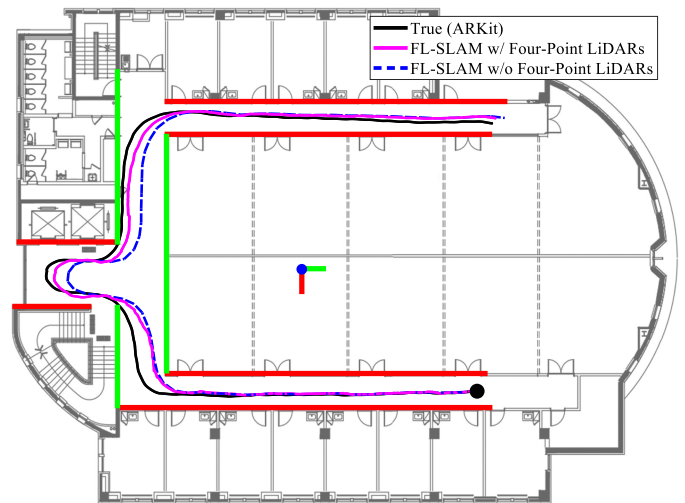 True (ARKit)
FL-SLAM w/ Four-Point LiDARs
FL-SLAM w/o Four-Point LiDARs